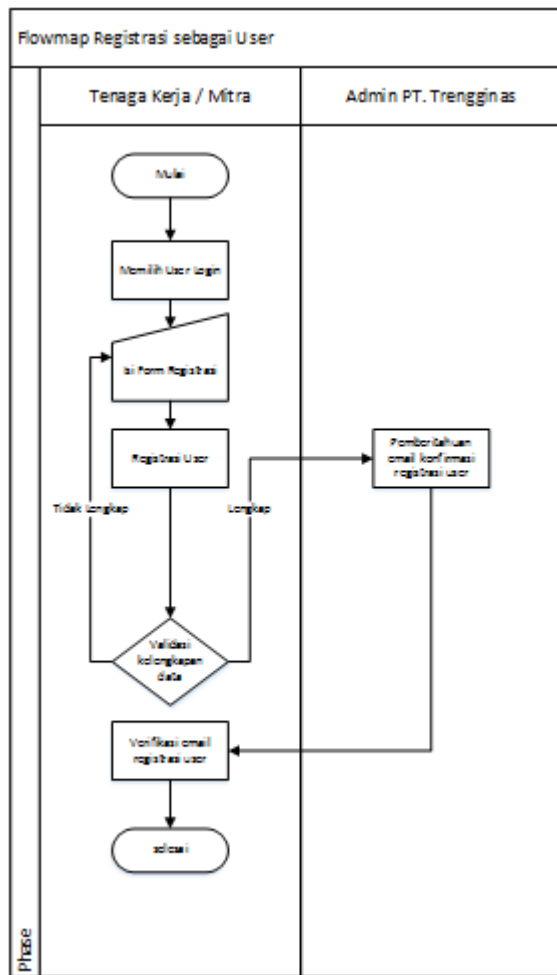 Flowmap Registrasi sebagai User
Tenaga Kerja / Mitra
Admin PT. Trengginas
Mulai
Memilih User Login
Isi Form Registrasi
Registrasi User
Pemberitahuan
email konfirmasi
registrasi user
Tidak Lengkap
Lengkap
Validasi
kelengkapan
data
Verifikasi email
registrasi user
selesai
Phase